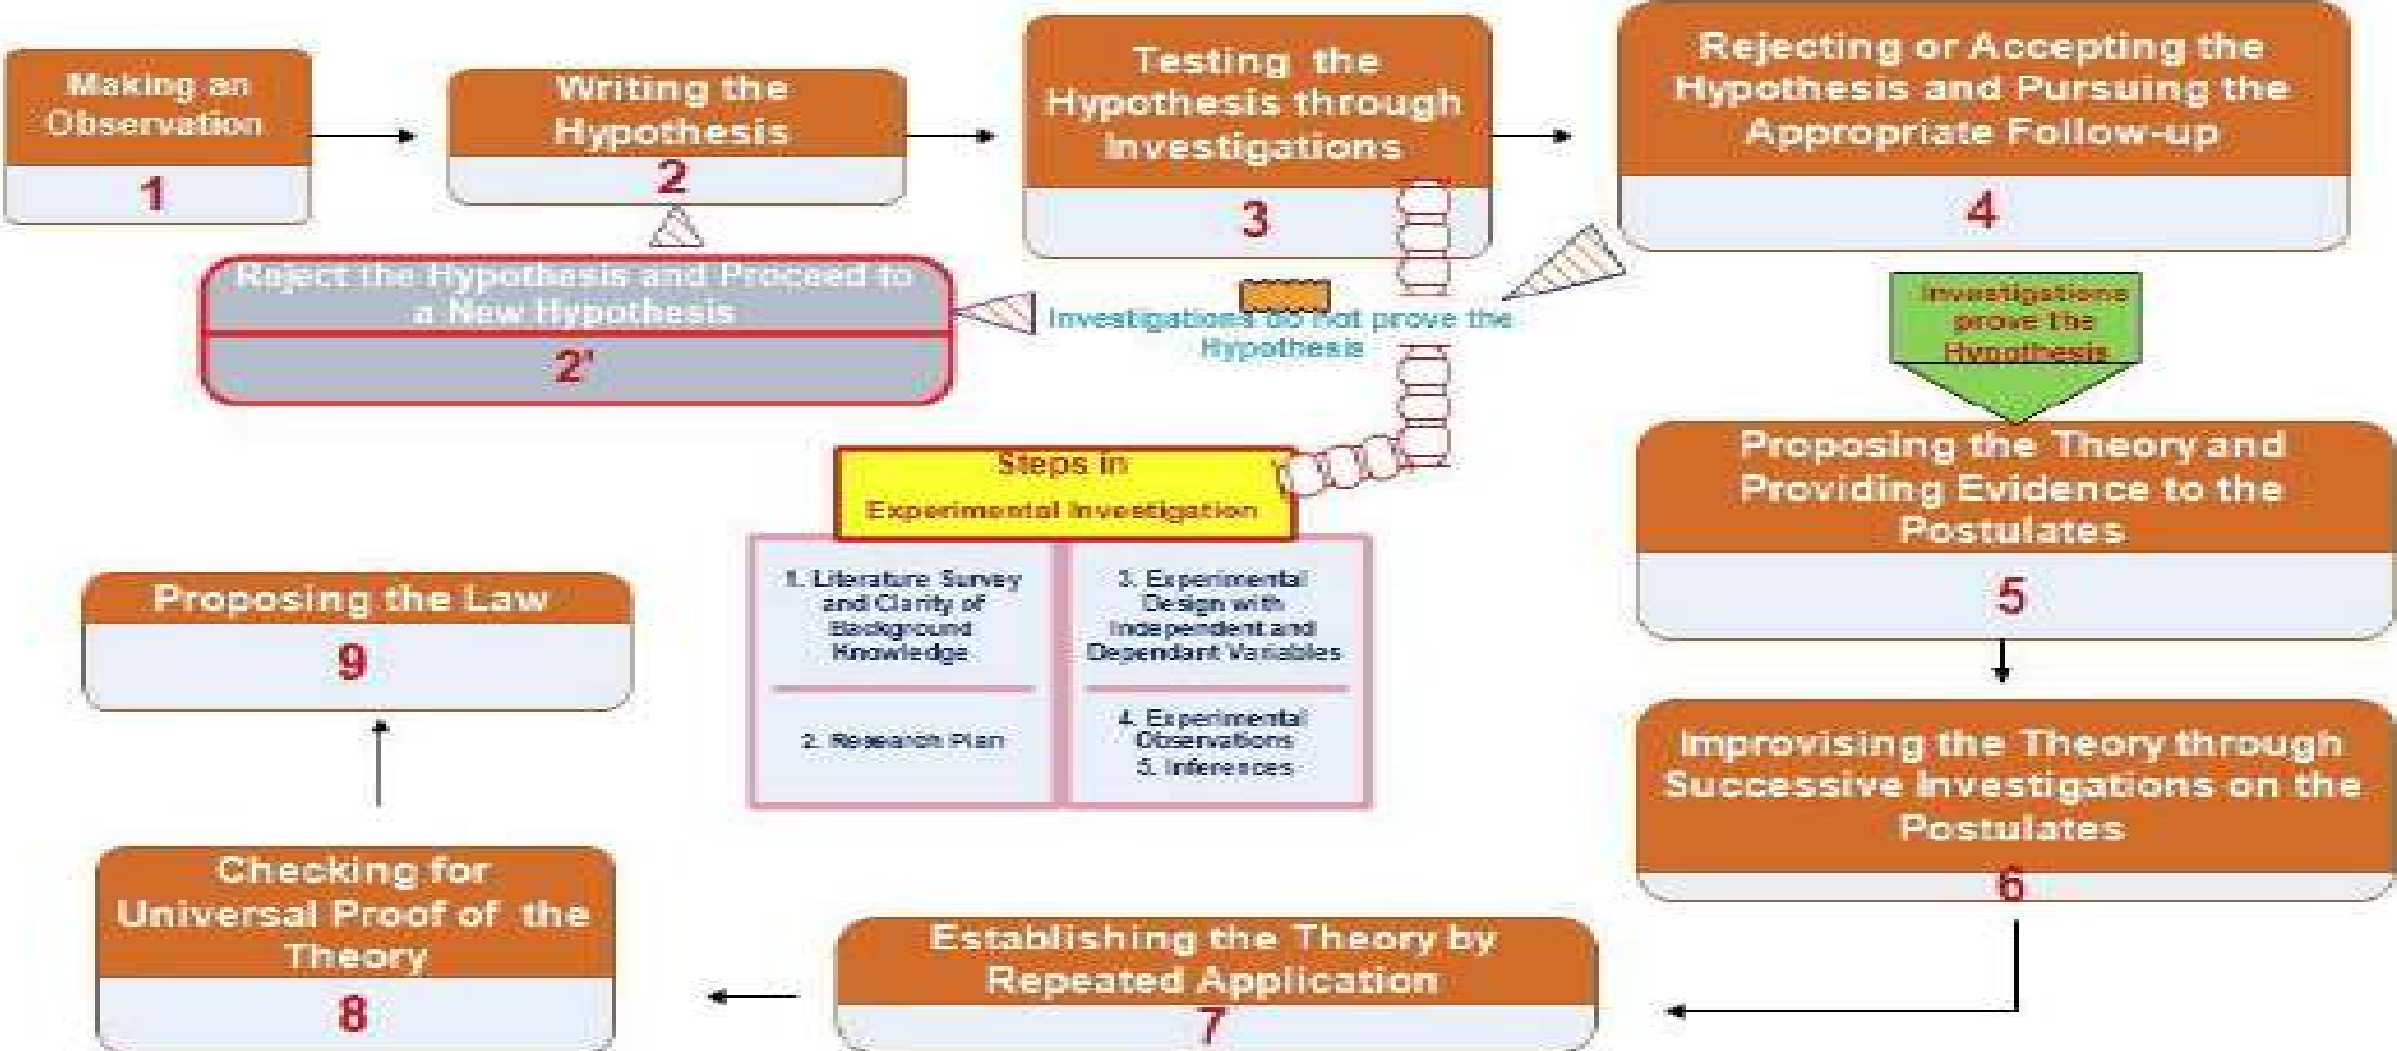 Making an
Observation
1
Writing the
Hypothesis
2
Testing the
Hypothesis through
Investigations
3
Rejecting or Accepting the
Hypothesis and Pursuing the
Appropriate Follow-up
4
Reject the Hypothesis and Proceed to
a New Hypothesis
2'
Investigations do not prove the
Hypothesis
Investigations
prove the
Hypothesis
Proposing the Theory and
Providing Evidence to the
Postulates
5
Steps in
Experimental Investigation
1. Literature Survey
and Clarity of
Background
Knowledge
2. Research Plan
3. Experimental
Design with
Independent and
Dependant Variables
4. Experimental
Observations
5. Inferences
Improvising the Theory through
Successive Investigations on the
Postulates
6
Establishing the Theory by
Repeated Application
7
Checking for
Universal Proof of the
Theory
8
Proposing the Law
9